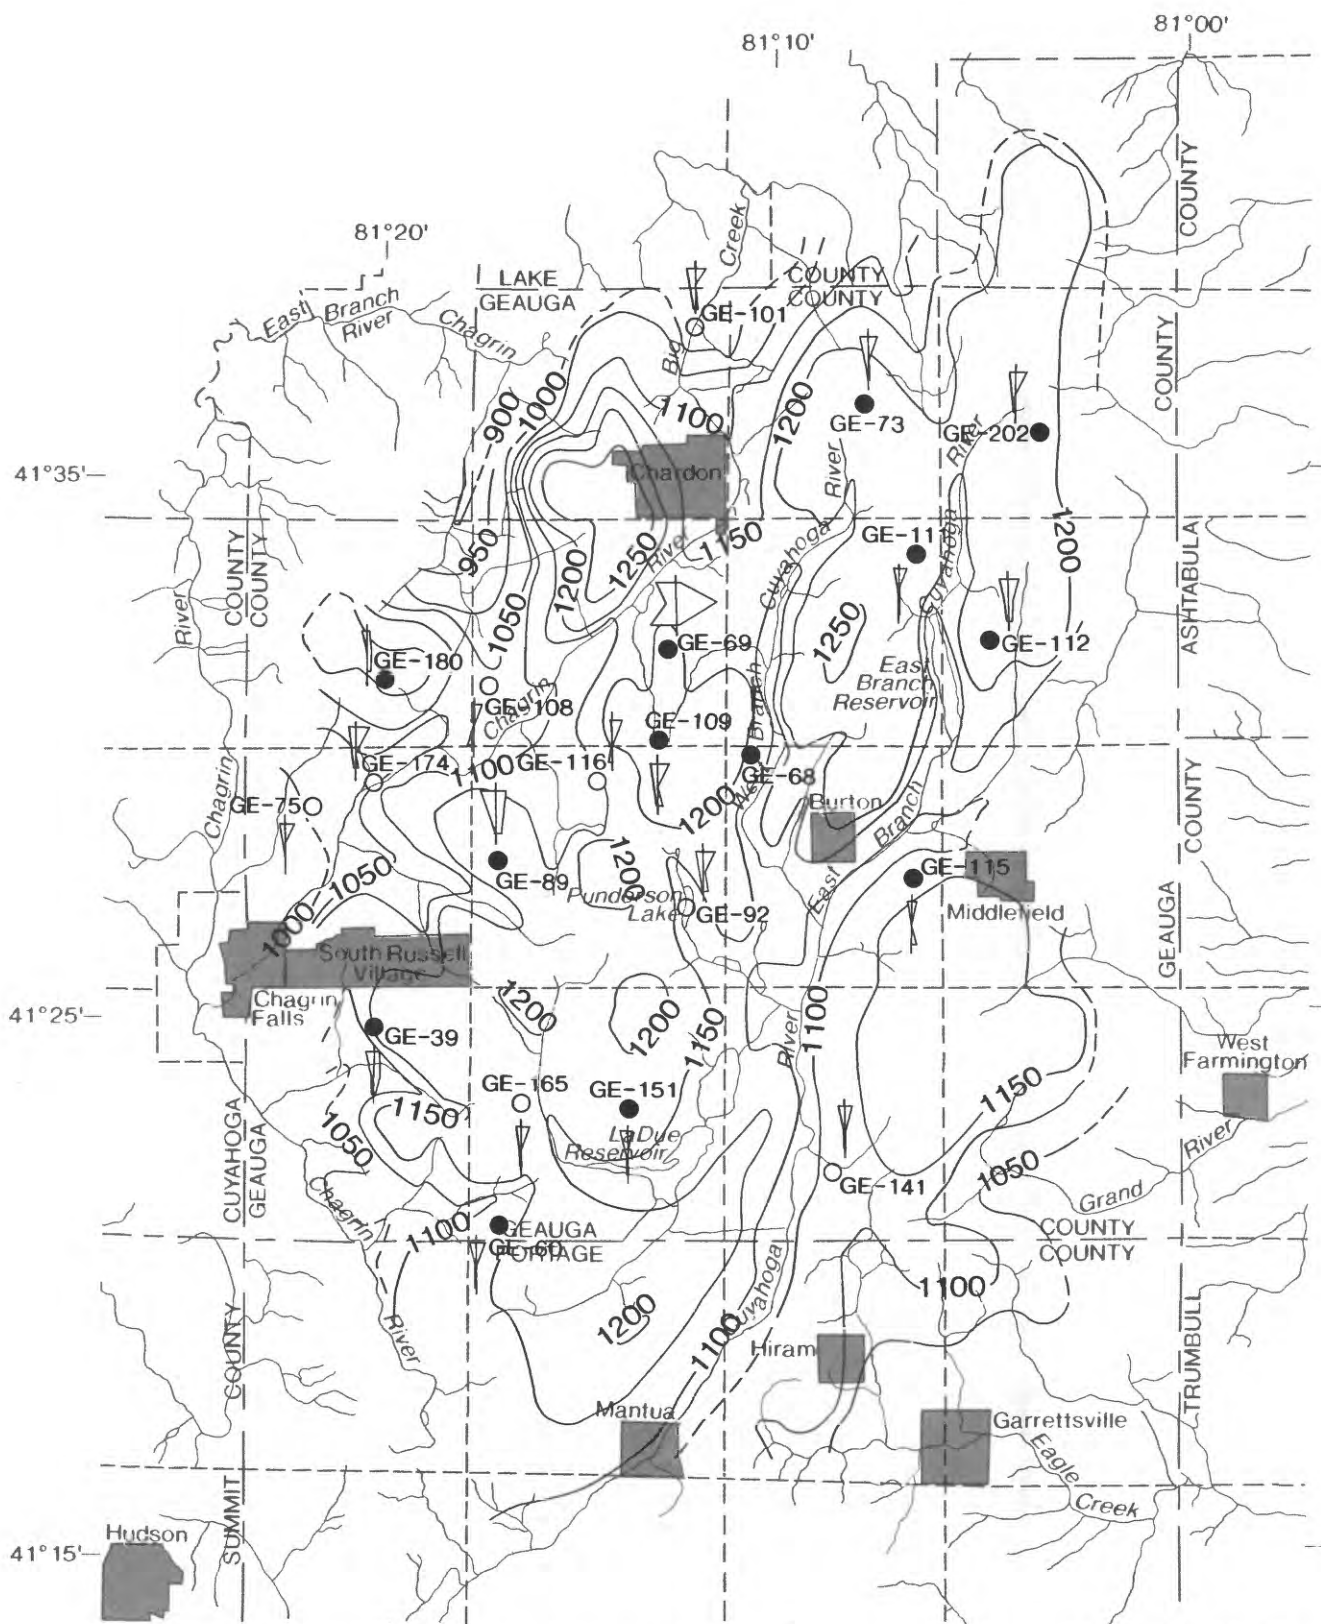 81°00'
81°10'
81°20'
COUNTY
Creek
LAKE
COUNTY
GEAUGA
COUNTY
East
Branch
River
Chagrin
GE-101
Big
COUNTY
900
1000
1100
1200
GE-73
GE-202
River
41°35'
Chardon
River
950
1200
1250
River
1150
Cuyahoga
GE-111
Cuyahoga
1200
ASHTABULA
COUNTY
COUNTY
River
1050
GE-69
1250
GE-112
GE-180
East
Branch
Reservoir
Branch
GE-108
Chagrin
GE-109
GE-174
1100
GE-116
GE-68
West
COUNTY
Chagrin
GE-75
1200
Burton
Branch
GE-89
1200
GE-115
1050
Punderson
Lake
GE-92
East
Middlefield
1000
South Russell
Village
GEAUGA
Chagrin
Falls
41°25'
1200
1200
1150
River
1100
GE-39
West
Farmington
GE-165
GE-151
1150
1150
LaDue
Reservoir
1050
River
CUYAHOGA
GEAUGA
GE-141
1050
Grand
Chagrin
1100
GEAUGA
PORTAGE
GE-60
COUNTY
COUNTY
1100
Cuyahoga
1200
1100
River
TRUMBULL
COUNTY
Hiram
Mantua
Garrettsville
Eagle
Creek
SUMMIT
Hudson
41°15'